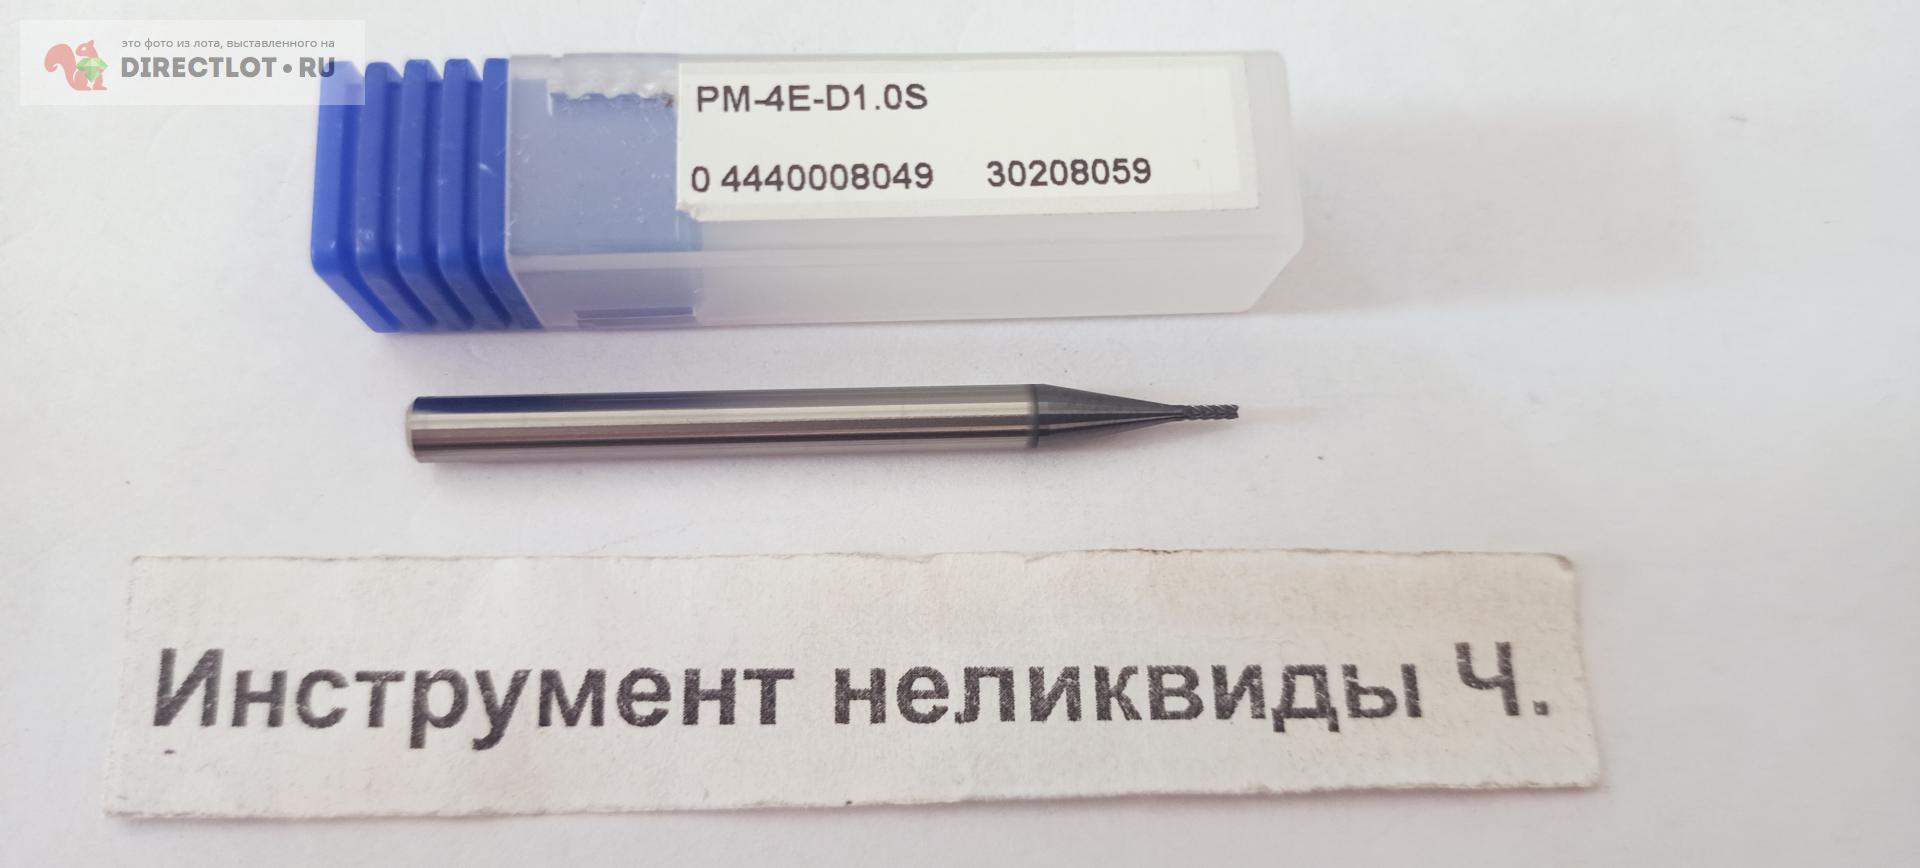 это фото из лота, выставленного на
DIRECTLOT•RU
PM-4E-D1.0S
0 4440008049 30208059
Инструмент неликвиды Ч.